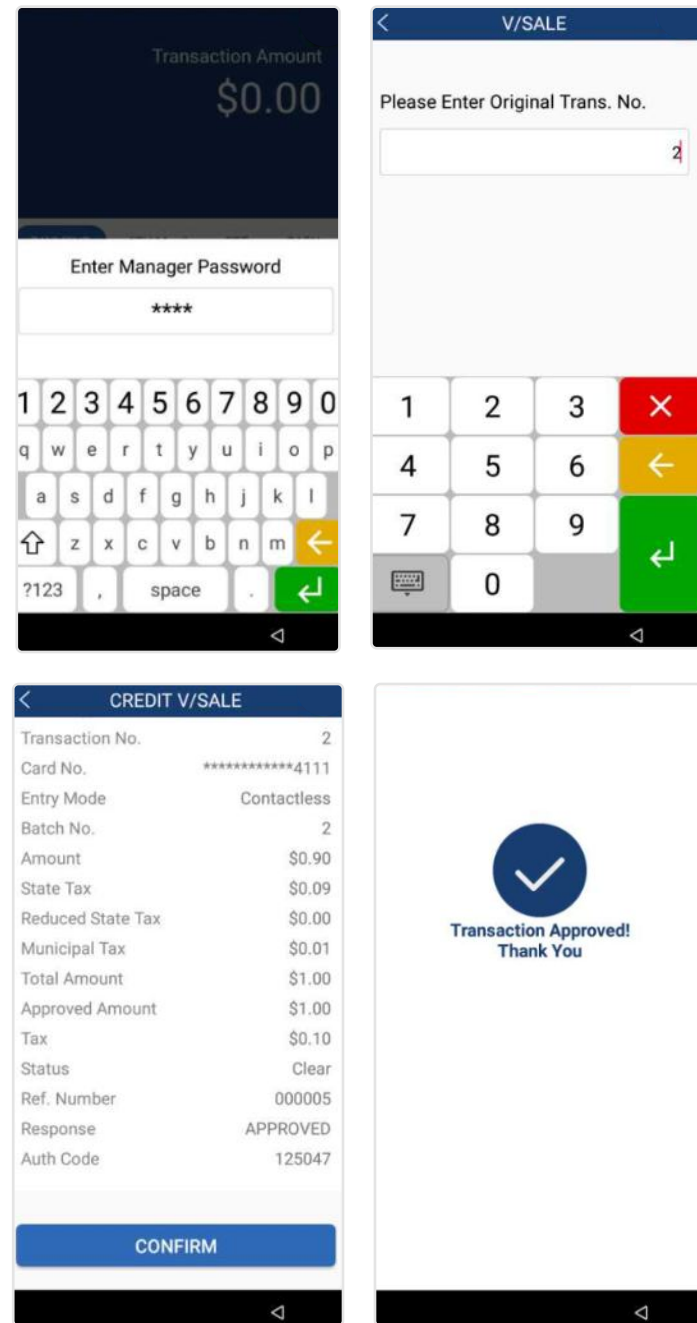 Transaction Amount
$0.00
Enter Manager Password
****
1 2 3 4 5 6 7 8 9 0
q w e r t y u i o p
a s d f g h j k l
z x c v b n m
?123 , space .
V/SALE
Please Enter Original Trans. No.
2
1 2 3
4 5 6
7 8 9
0
CREDIT V/SALE
Transaction No. 2
Card No. ************4111
Entry Mode Contactless
Batch No. 2
Amount $0.90
State Tax $0.09
Reduced State Tax $0.00
Municipal Tax $0.01
Total Amount $1.00
Approved Amount $1.00
Tax $0.10
Status Clear
Ref. Number 000005
Response APPROVED
Auth Code 125047
CONFIRM
Transaction Approved!
Thank You